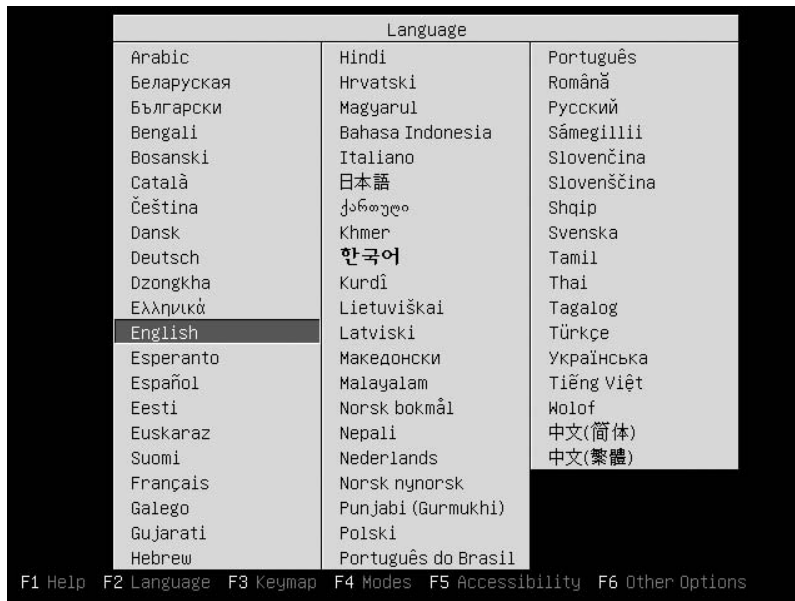 Language
Arabic
Беларуская
Български
Bengali
Bosanski
Català
Čeština
Dansk
Deutsch
Dzongkha
Ελληνικά
English
Esperanto
Español
Eesti
Euskaraz
Suomi
Français
Galego
Gujarati
Hebrew
Hindi
Hrvatski
Magyarul
Bahasa Indonesia
Italiano
日本語
ქართული
Khmer
한국어
Kurdî
Lietuviškai
Latviski
Македонски
Malayalam
Norsk bokmål
Nepali
Nederlands
Norsk nynorsk
Punjabi (Gurmukhi)
Polski
Português do Brasil
Português
Română
Русский
Sámegillii
Slovenčina
Slovenščina
Shqip
Svenska
Tamil
Thai
Tagalog
Türkçe
Українська
Tiếng Việt
Wolof
中文(简体)
中文(繁體)
F1 Help F2 Language F3 Keymap F4 Modes F5 Accessibility F6 Other Options